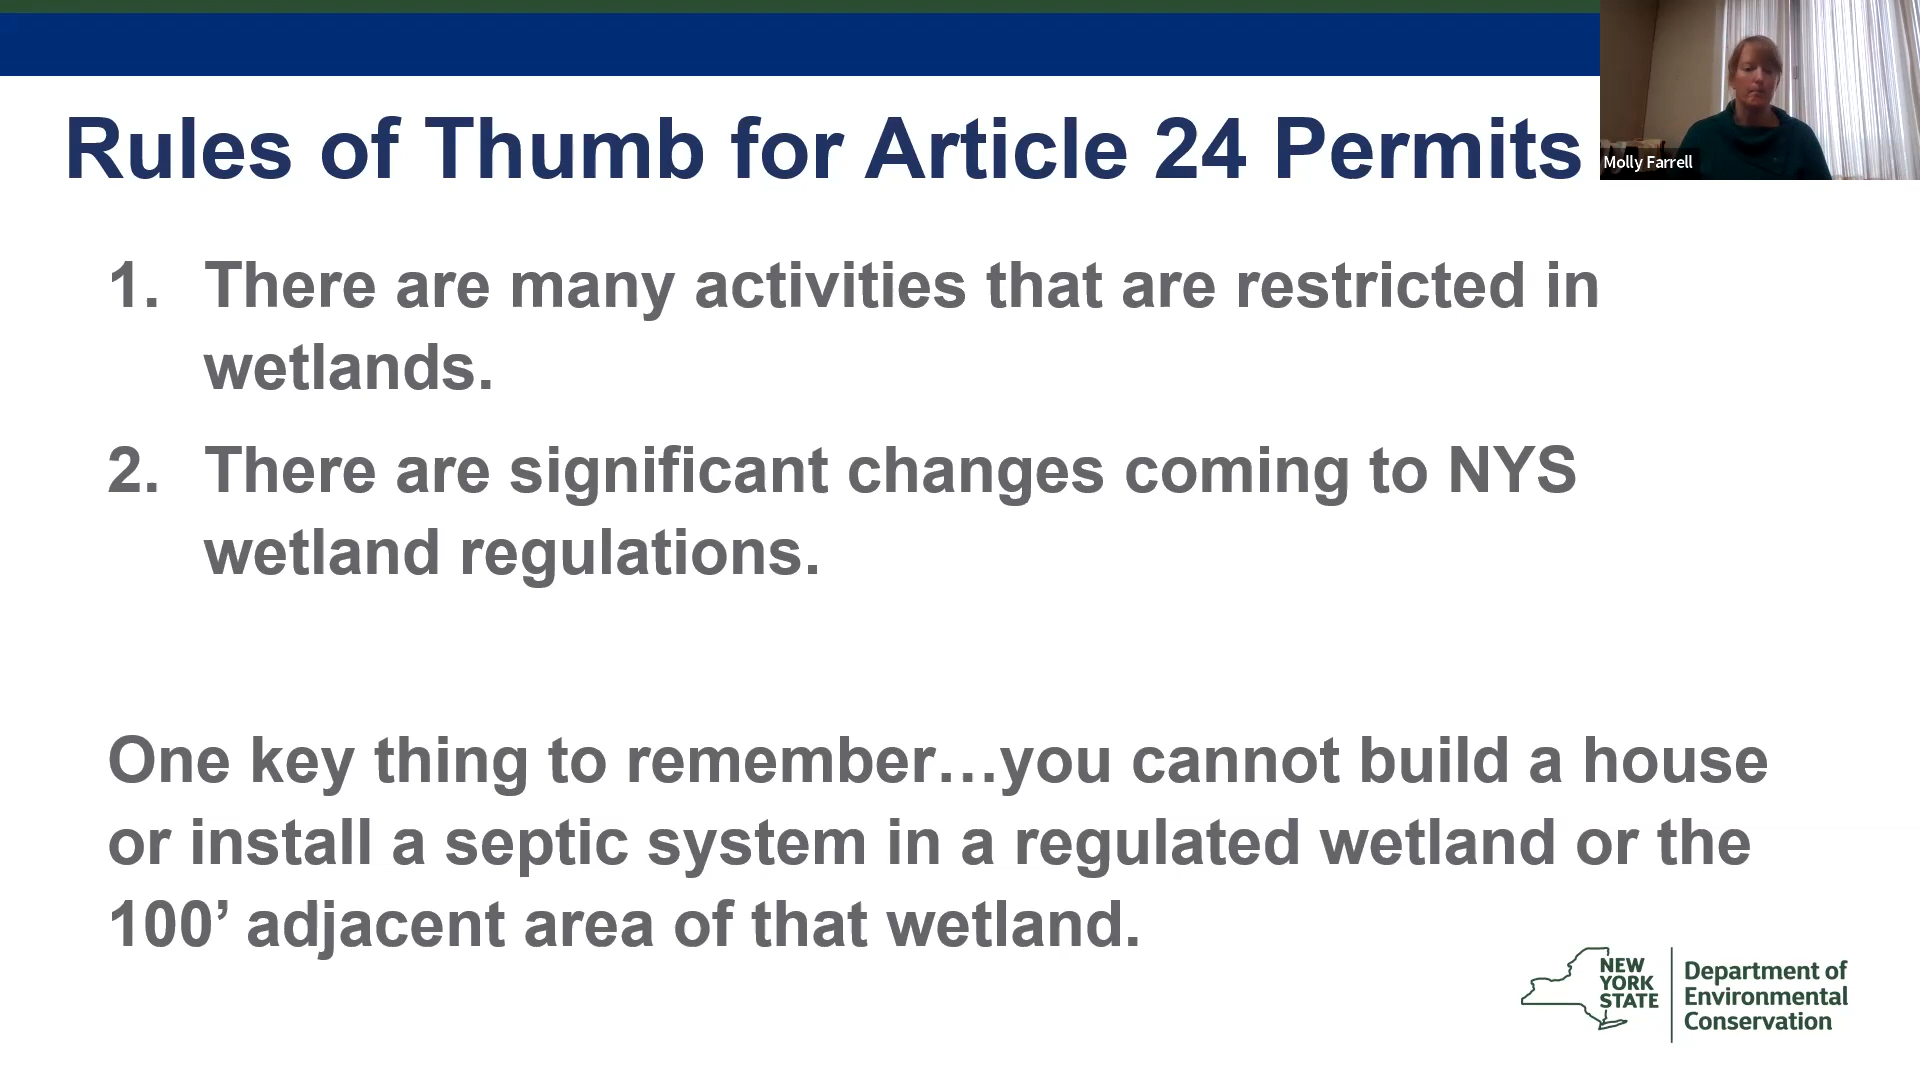 Rules of Thumb for Article 24 Permits
Molly Farrell
1. There are many activities that are restricted in
wetlands.
2. There are significant changes coming to NYS
wetland regulations.
One key thing to remember…you cannot build a house
or install a septic system in a regulated wetland or the
100’ adjacent area of that wetland.
NEW
YORK
STATE
Department of
Environmental
Conservation